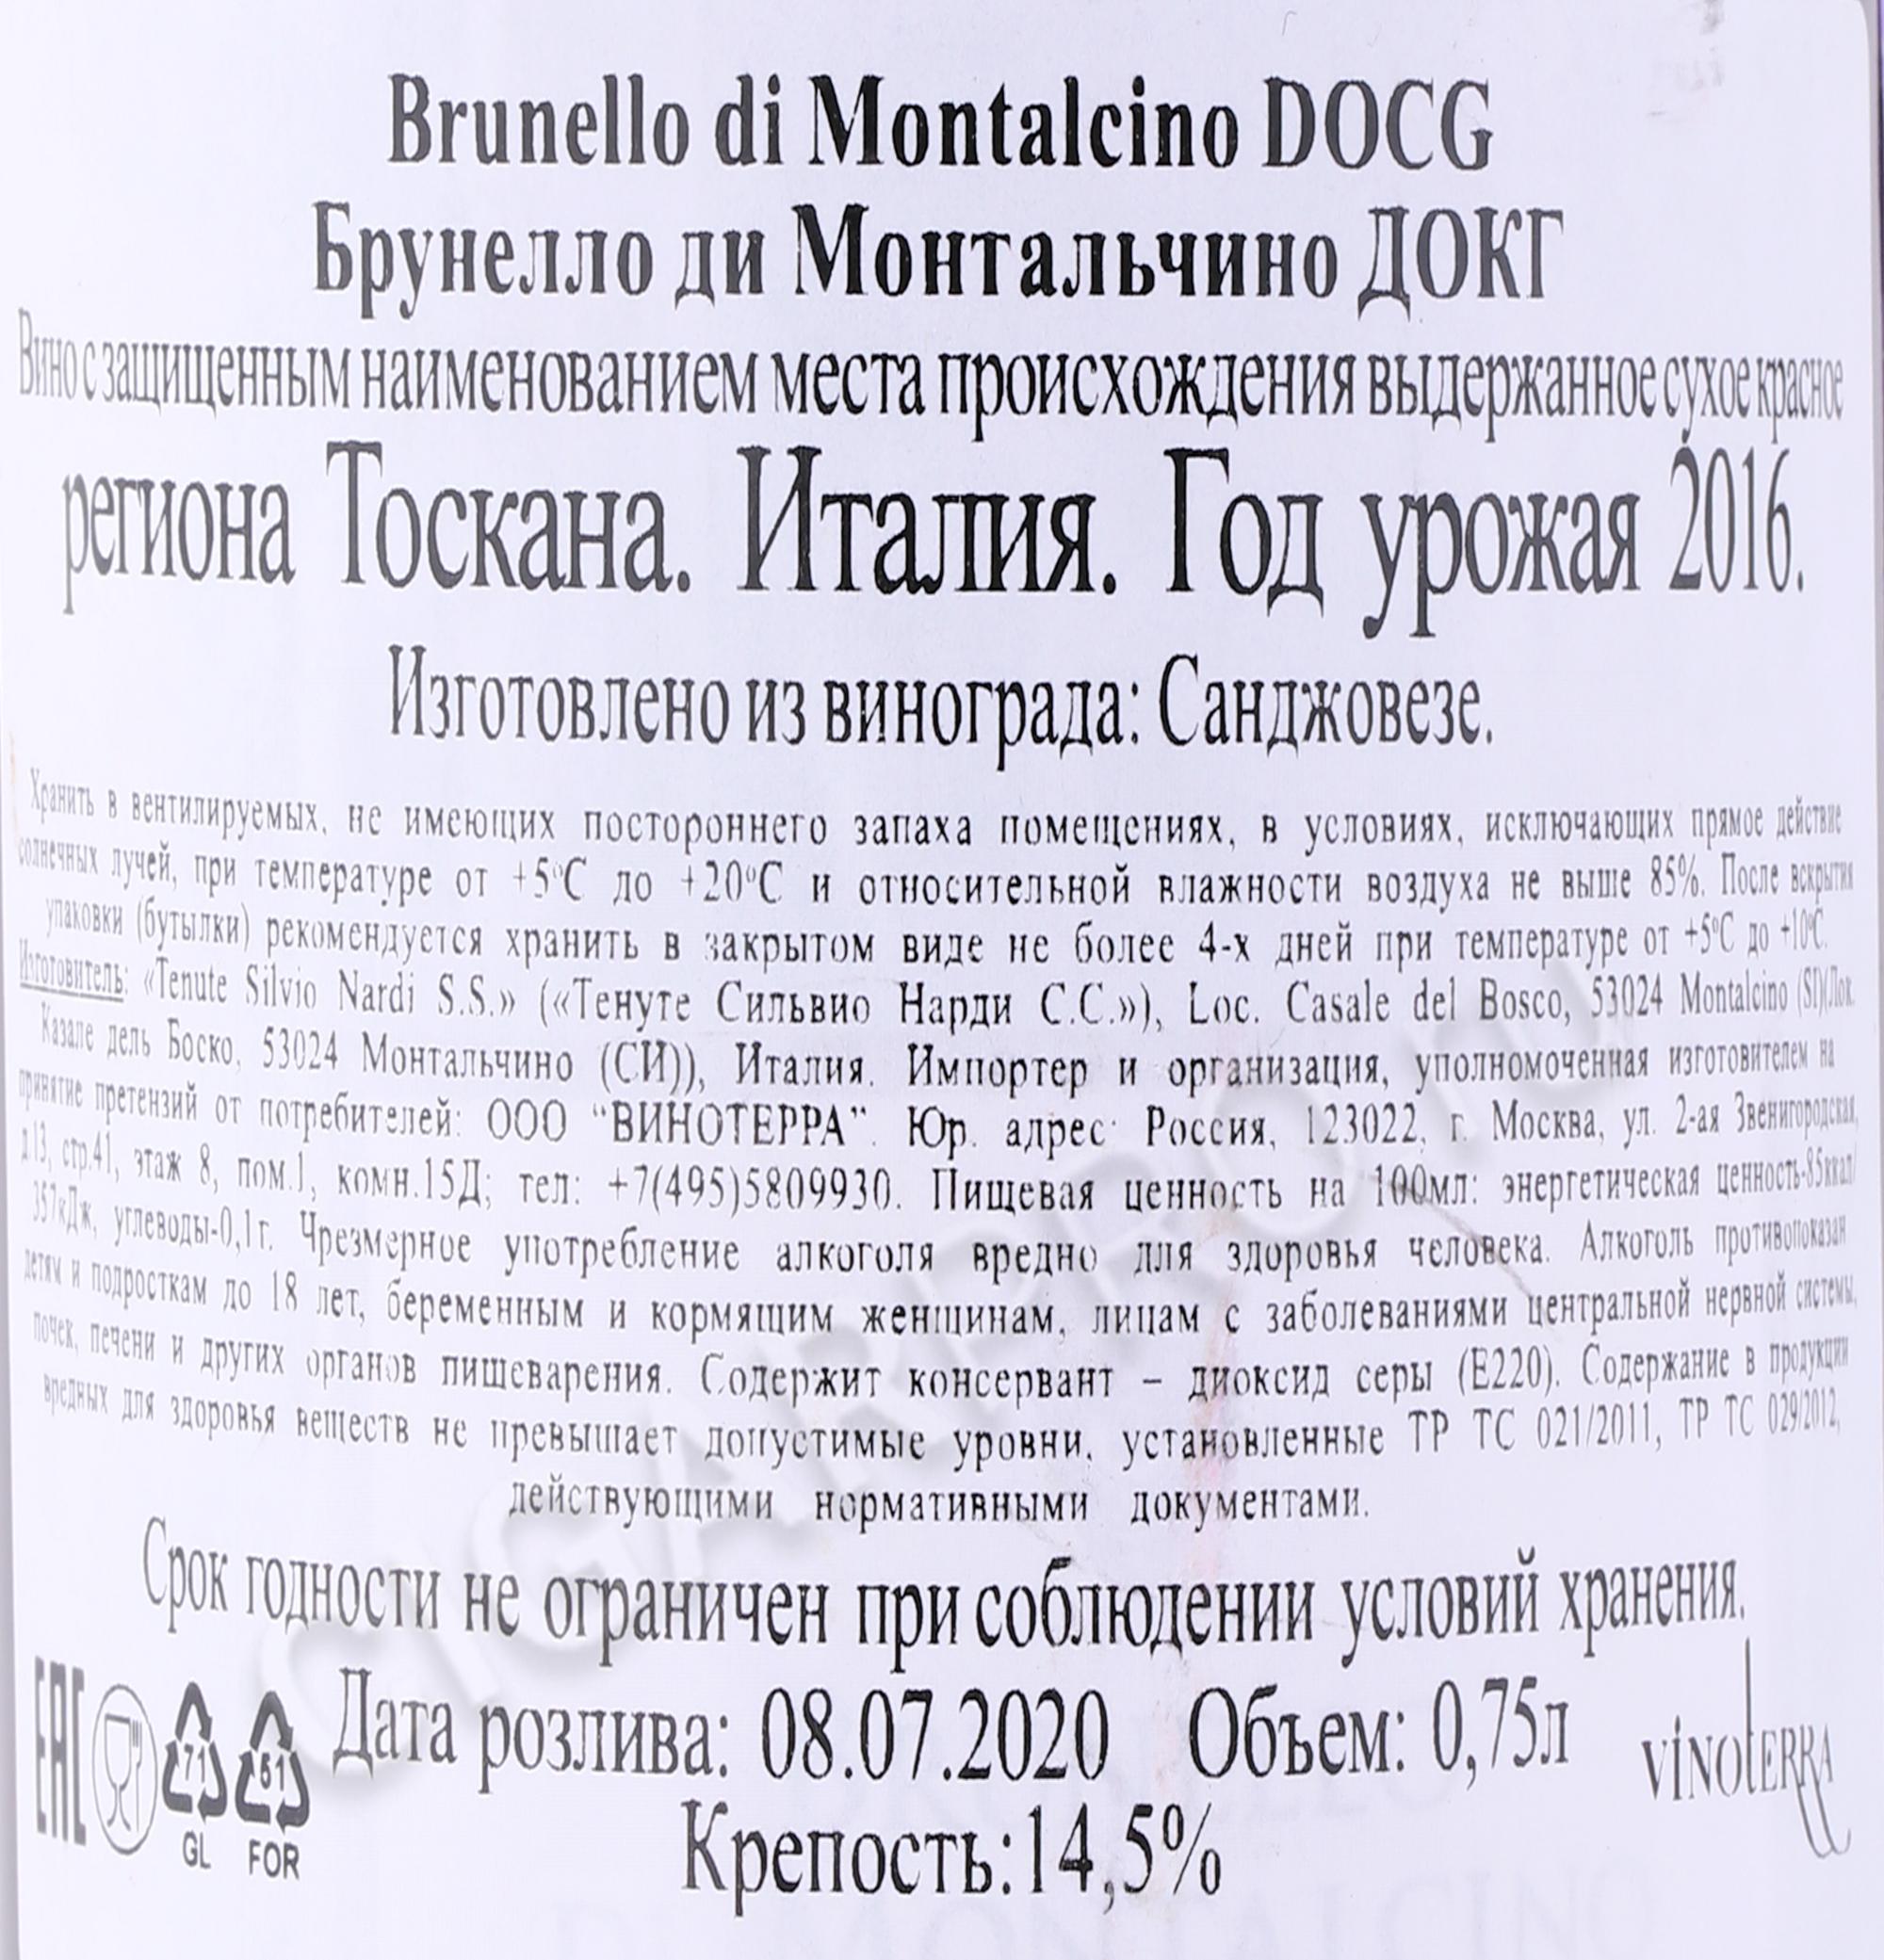 Brunello di Montalcino DOCG
Брунелло ди Монтальчино ДОКГ
Вино с защищенным наименованием места происхождения выдержанное сухое красное
региона Тоскана. Италия. Год урожая 2016.
Изготовлено из винограда: Санджовезе.
Хранить в вентилируемых, не имеющих постороннего запаха помещениях, в условиях, исключающих прямое действие
солнечных лучей, при температуре от +5°C до +20°C и относительной влажности воздуха не выше 85%. После вскрытия
упаковки (бутылки) рекомендуется хранить в закрытом виде не более 4-х дней при температуре от +5°C до +10°C.
Изготовитель: «Tenute Silvio Nardi S.S.» («Тенуте Сильвио Нарди С.С.»), Loc. Casale del Bosco, 53024 Montalcino (SI)(Лок.
Казале дель Боско, 53024 Монтальчино (СИ)), Италия. Импортер и организация, уполномоченная изготовителем на
принятие претензий от потребителей: ООО "ВИНОТЕРРА". Юр. адрес: Россия, 123022, г. Москва, ул. 2-ая Звенигородская,
д.13, стр.41, этаж 8, пом.1, комн.15Д; тел: +7(495)5809930. Пищевая ценность на 100мл: энергетическая ценность-85ккал/
357кДж, углеводы-0,1г. Чрезмерное употребление алкоголя вредно для здоровья человека. Алкоголь противопоказан
детям и подросткам до 18 лет, беременным и кормящим женщинам, лицам с заболеваниями центральной нервной системы,
почек, печени и других органов пищеварения. Содержит консервант – диоксид серы (Е220). Содержание в продукции
вредных для здоровья веществ не превышает допустимые уровни, установленные ТР ТС 021/2011, ТР ТС 029/2012,
действующими нормативными документами.
Срок годности не ограничен при соблюдении условий хранения.
Дата розлива: 08.07.2020 Объем: 0,75л
Крепость:14,5%
EAC
71
GL
51
FOR
VINOTERRA
CIGARPRO.ru